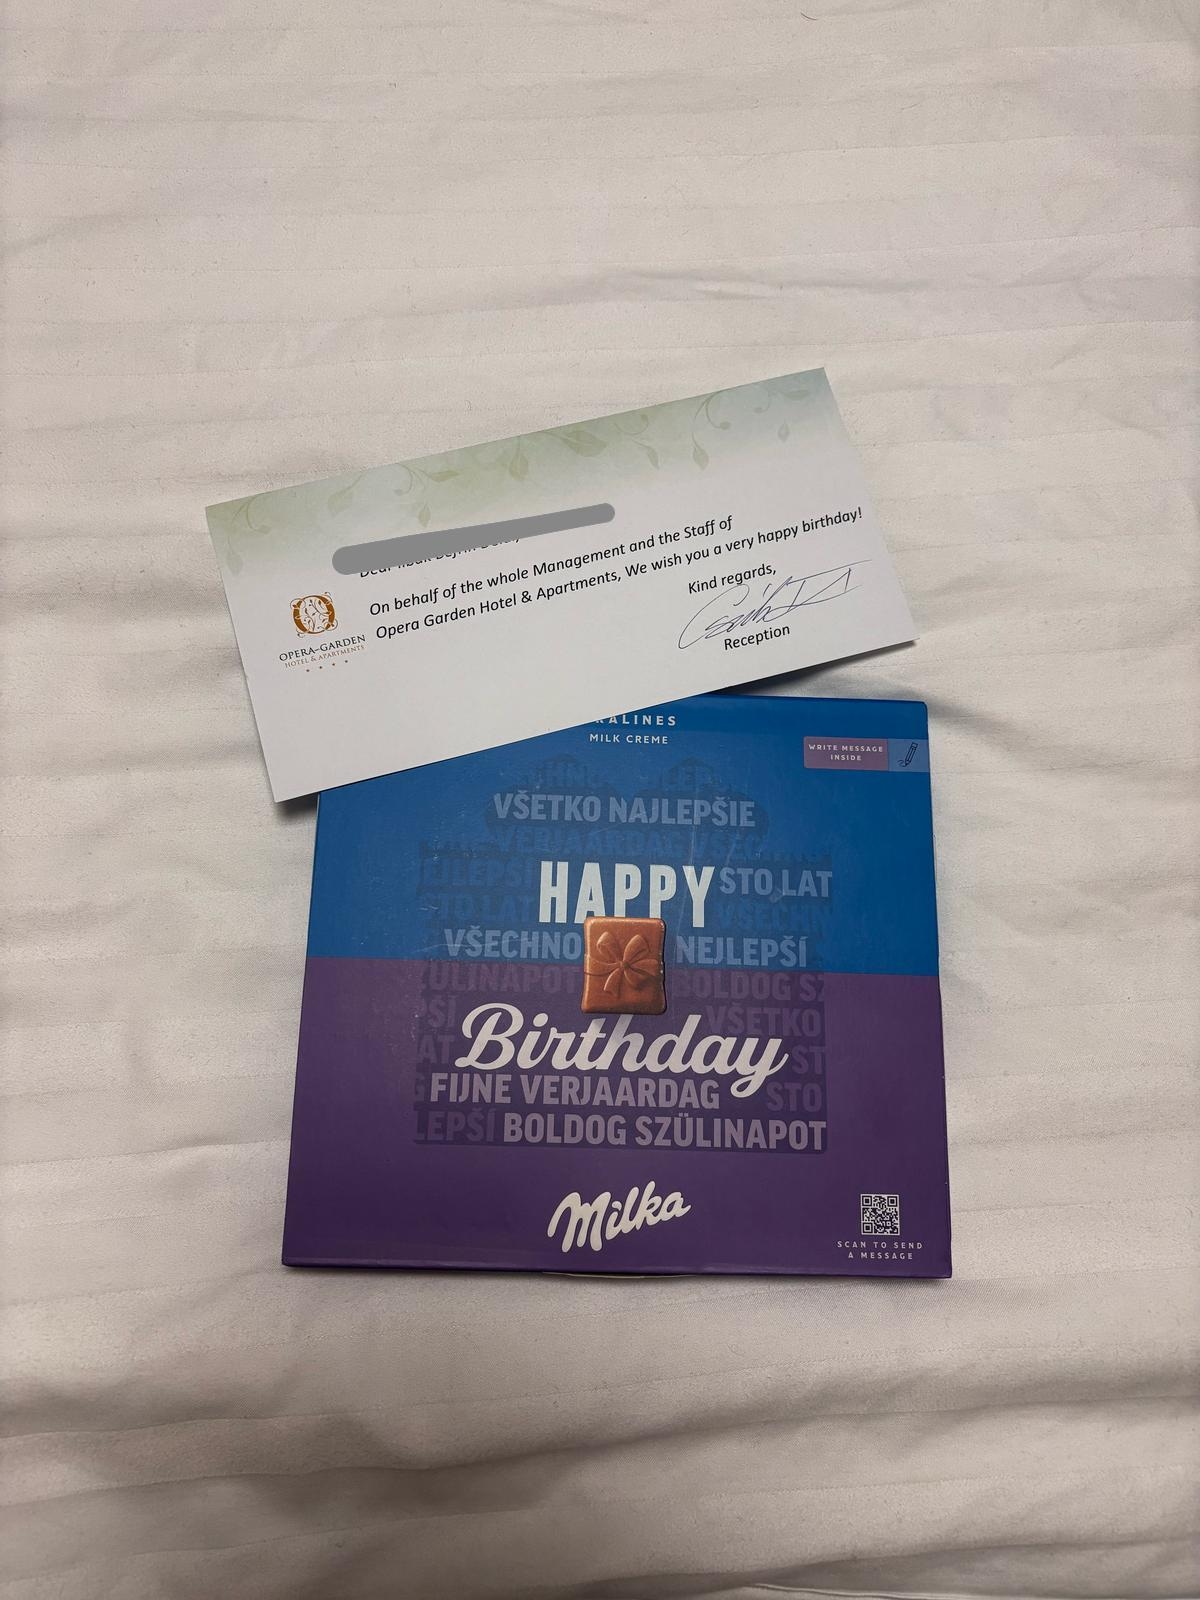 Dear
On behalf of the whole Management and the Staff of
Opera Garden Hotel & Apartments, We wish you a very happy birthday!
Kind regards,
Reception
OPERA-GARDEN
HOTEL & APARTMENTS
MILK CREME
WRITE MESSAGE
INSIDE
VŠETKO NAJLEPŠIE
HAPPY STO LAT
VŠECHNO NEJLEPŠÍ
Birthday
FIJNE VERJAARDAG
BOLDOG SZÜLINAPOT
Milka
SCAN TO SEND
A MESSAGE